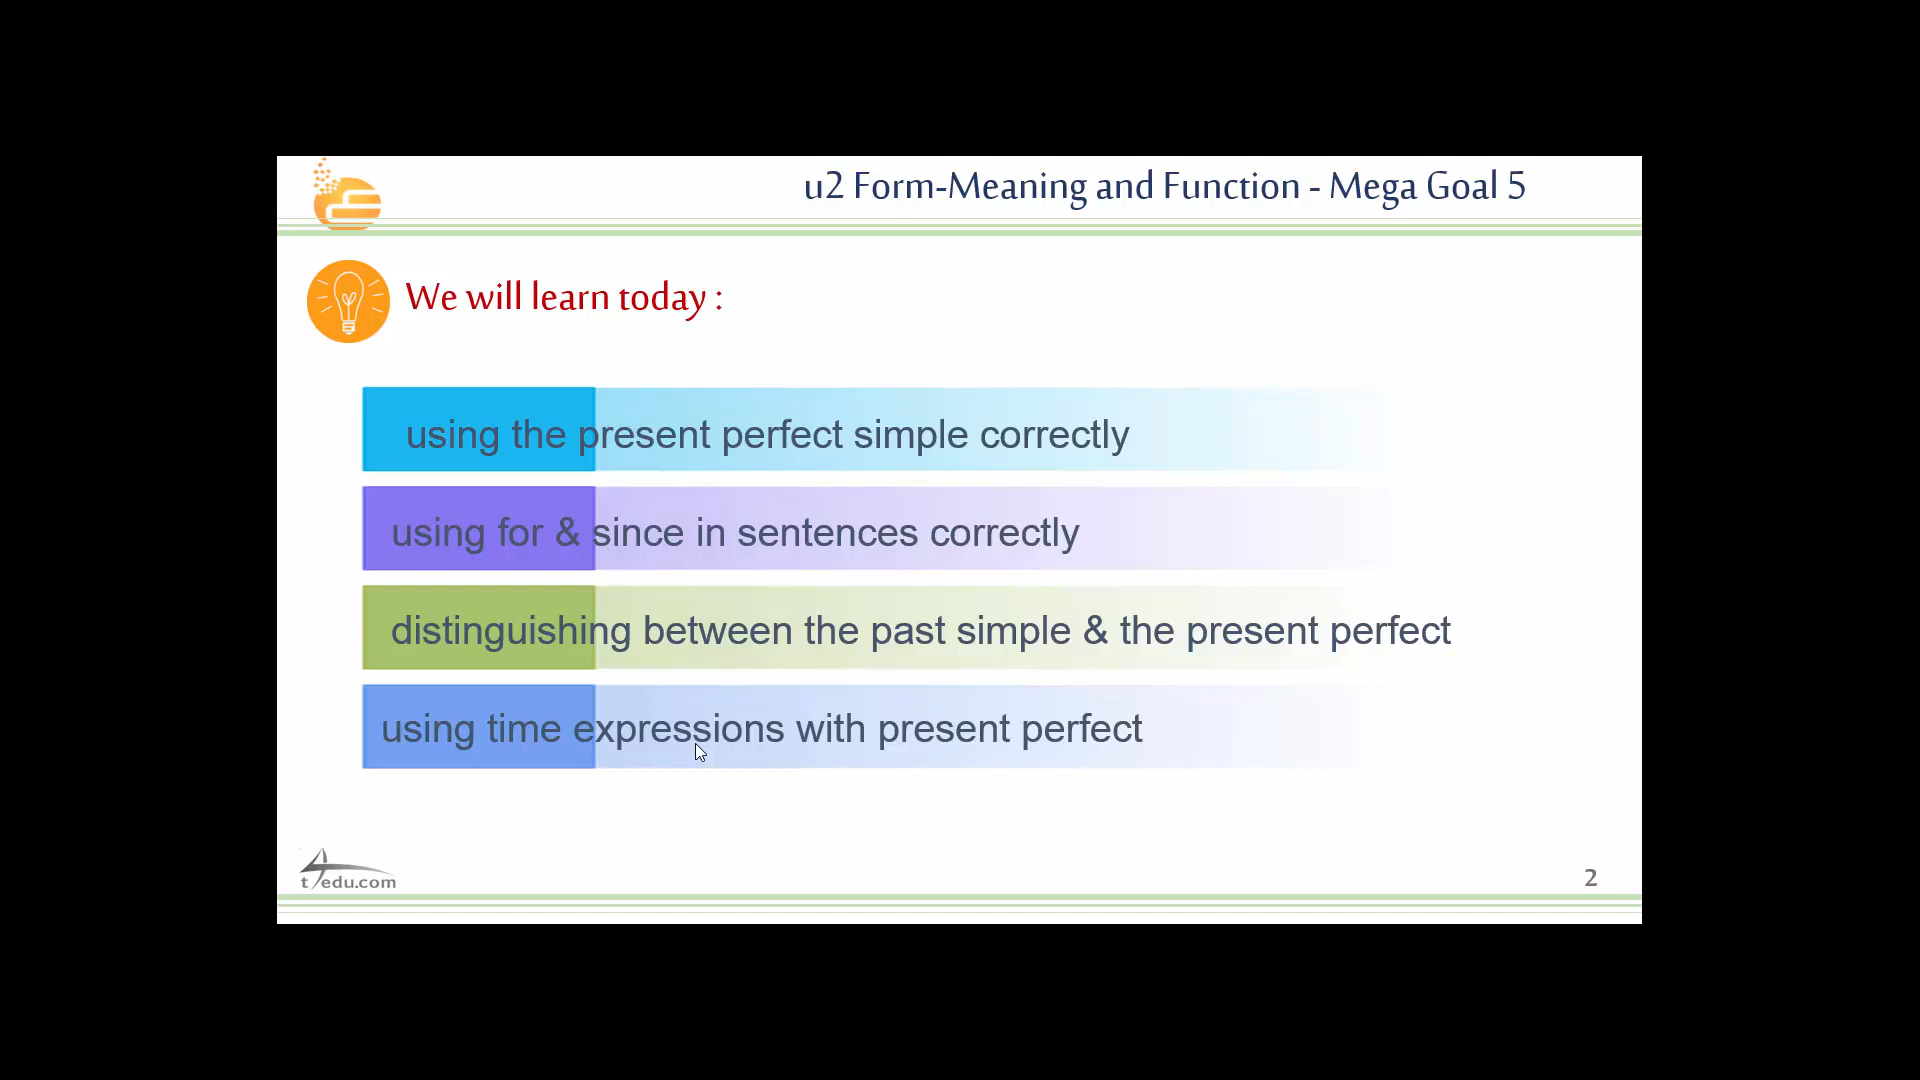 u2 Form-Meaning and Function - Mega Goal 5
We will learn today :
using the present perfect simple correctly
using for & since in sentences correctly
distinguishing between the past simple & the present perfect
using time expressions with present perfect
t4edu.com
2